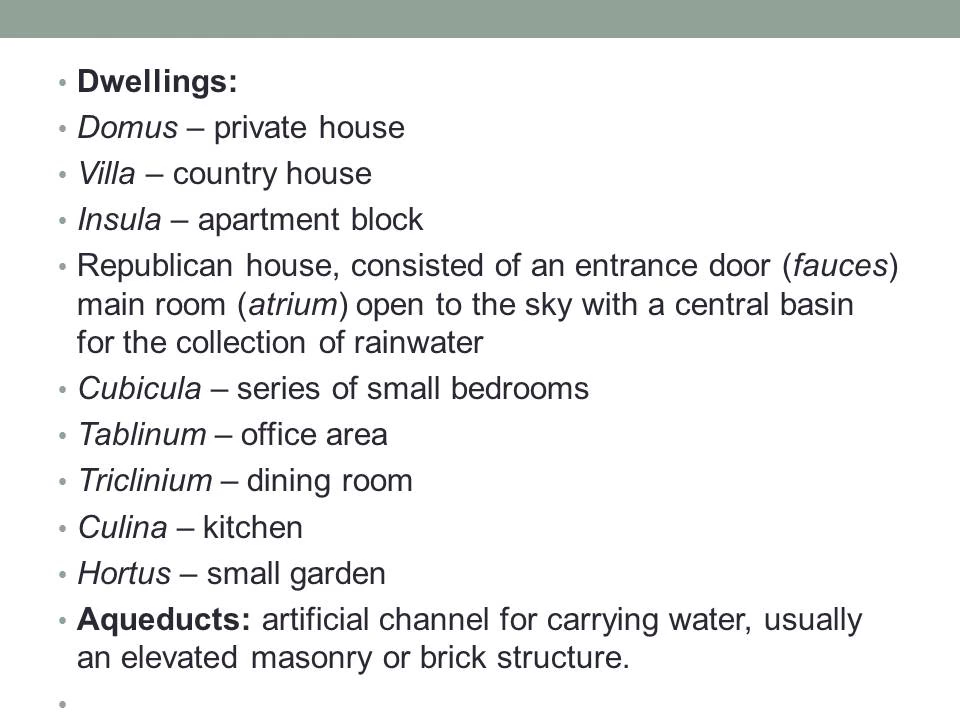 • Dwellings:
• Domus – private house
• Villa – country house
• Insula – apartment block
• Republican house, consisted of an entrance door (fauces)
main room (atrium) open to the sky with a central basin
for the collection of rainwater
• Cubicula – series of small bedrooms
• Tablinum – office area
• Triclinium – dining room
• Culina – kitchen
• Hortus – small garden
• Aqueducts: artificial channel for carrying water, usually
an elevated masonry or brick structure.
•